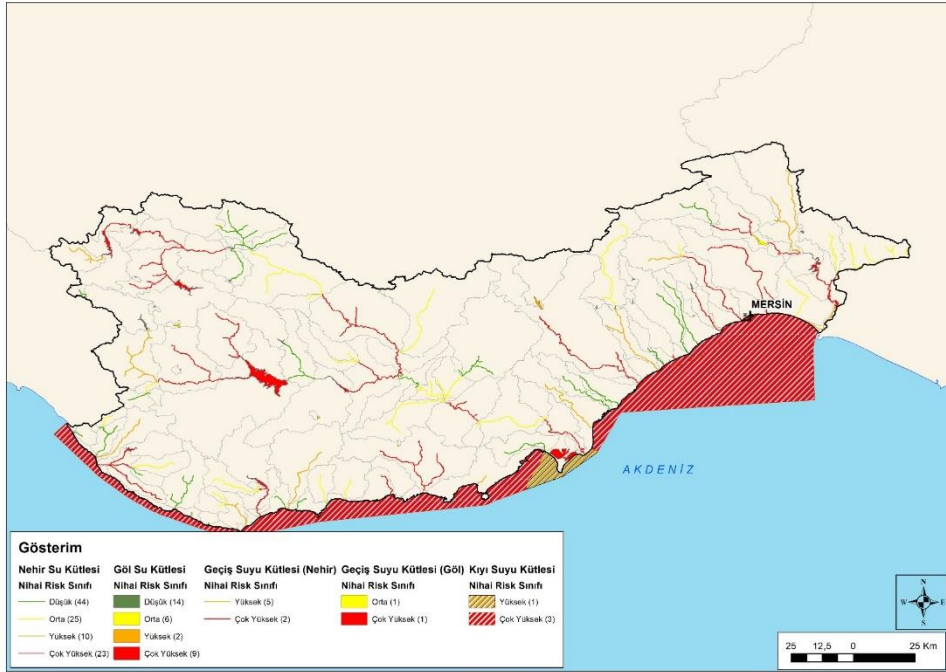 MERSİN
AKDENİZ
Gösterim
Nehir Su Kütlesi
Nihai Risk Sınıfı
Düşük (44)
Orta (25)
Yüksek (10)
Çok Yüksek (23)
Göl Su Kütlesi
Nihai Risk Sınıfı
Düşük (14)
Orta (6)
Yüksek (2)
Çok Yüksek (9)
Geçiş Suyu Kütlesi (Nehir)
Nihai Risk Sınıfı
Yüksek (5)
Çok Yüksek (2)
Geçiş Suyu Kütlesi (Göl)
Nihai Risk Sınıfı
Orta (1)
Çok Yüksek (1)
Kıyı Suyu Kütlesi
Nihai Risk Sınıfı
Yüksek (1)
Çok Yüksek (3)
N
W E
S
25 12,5 0 25 Km